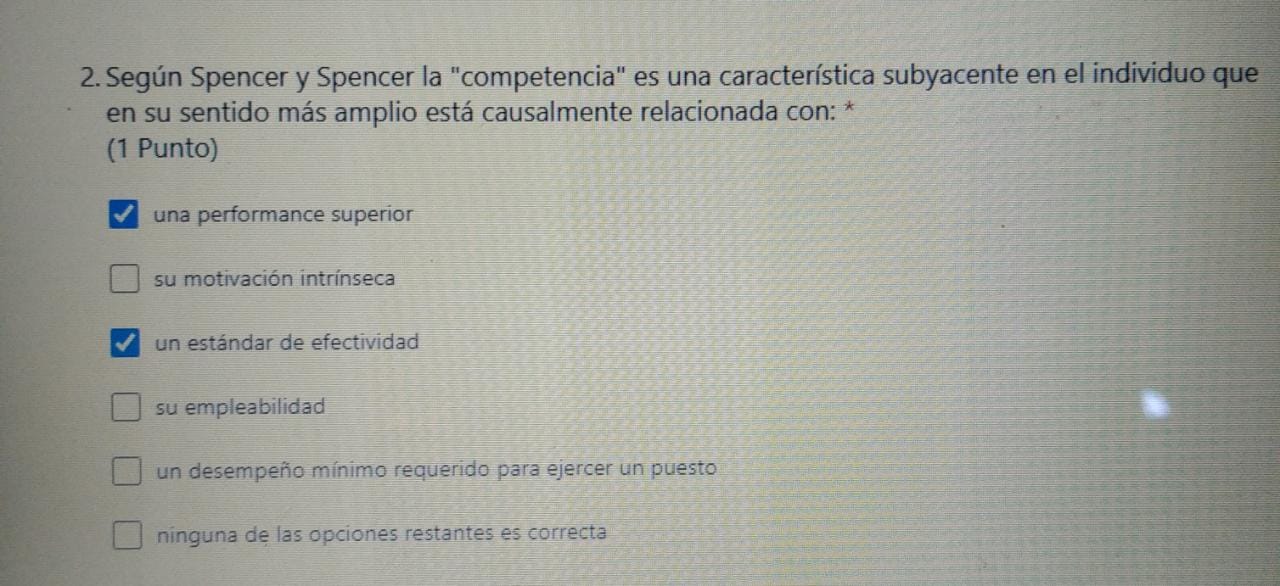 2. Según Spencer y Spencer la "competencia" es una característica subyacente en el individuo que
en su sentido más amplio está causalmente relacionada con: *
(1 Punto)
una performance superior
su motivación intrínseca
un estándar de efectividad
su empleabilidad
un desempeño mínimo requerido para ejercer un puesto
ninguna de las opciones restantes es correcta